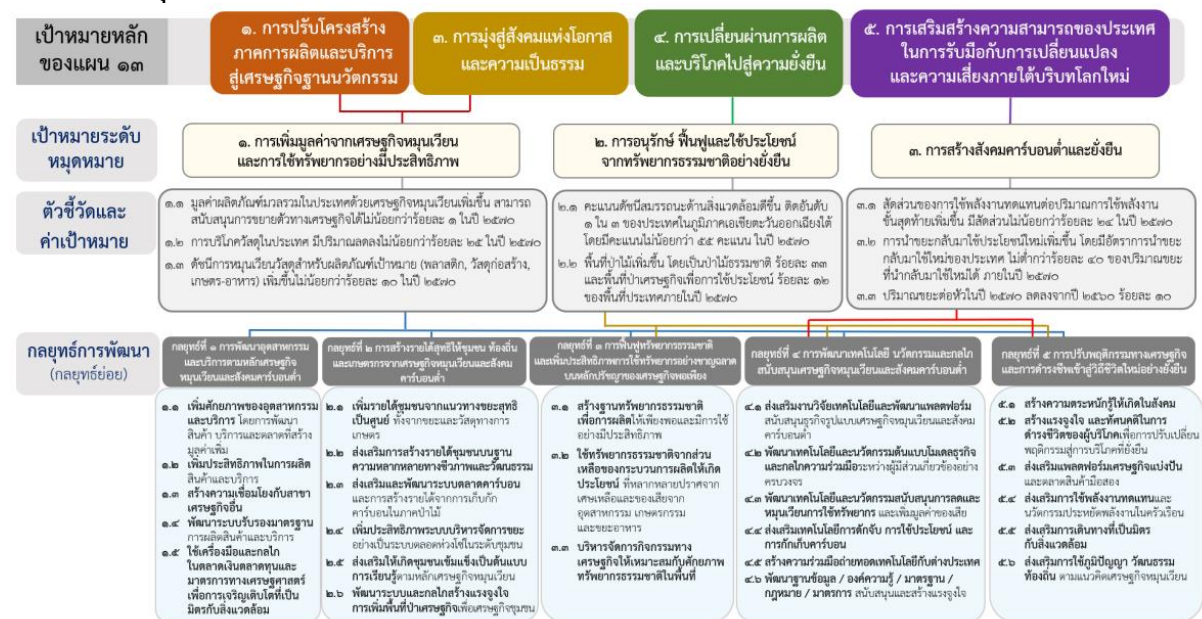 เป้าหมายหลัก
ของแผน ๑๓
๑. การปรับโครงสร้าง
ภาคการผลิตและบริการ
สู่เศรษฐกิจฐานนวัตกรรม
๓. การมุ่งสู่สังคมแห่งโอกาส
และความเป็นธรรม
๔. การเปลี่ยนผ่านการผลิต
และบริโภคไปสู่ความยั่งยืน
๕. การเสริมสร้างความสามารถของประเทศ
ในการรับมือกับการเปลี่ยนแปลง
และความเสี่ยงภายใต้บริบทโลกใหม่
เป้าหมายระดับ
หมุดหมาย
๑. การเพิ่มมูลค่าจากเศรษฐกิจหมุนเวียน
และการใช้ทรัพยากรอย่างมีประสิทธิภาพ
๒. การอนุรักษ์ ฟื้นฟูและใช้ประโยชน์
จากทรัพยากรธรรมชาติอย่างยั่งยืน
๓. การสร้างสังคมคาร์บอนต่ำและยั่งยืน
ตัวชี้วัดและ
ค่าเป้าหมาย
๑.๑ มูลค่าผลิตภัณฑ์มวลรวมในประเทศด้วยเศรษฐกิจหมุนเวียนเพิ่มขึ้น สามารถ
สนับสนุนการขยายตัวทางเศรษฐกิจได้ไม่น้อยกว่าร้อยละ ๑ ในปี ๒๕๗๐
๑.๒ การบริโภควัสดุในประเทศ มีปริมาณลดลงไม่น้อยกว่าร้อยละ ๒๕ ในปี ๒๕๗๐
๑.๓ ดัชนีการหมุนเวียนวัสดุสำหรับผลิตภัณฑ์เป้าหมาย (พลาสติก, วัสดุก่อสร้าง,
เกษตร-อาหาร) เพิ่มขึ้นไม่น้อยกว่าร้อยละ ๑๐ ในปี ๒๕๗๐
๒.๑ คะแนนดัชนีสมรรถนะด้านสิ่งแวดล้อมดีขึ้น ติดอันดับ
๑ ใน ๓ ของประเทศในภูมิภาคเอเชียตะวันออกเฉียงใต้
โดยมีคะแนนไม่น้อยกว่า ๕๕ คะแนน ในปี ๒๕๗๐
๒.๒ พื้นที่ป่าไม้เพิ่มขึ้น โดยเป็นป่าไม้ธรรมชาติ ร้อยละ ๓๓
และพื้นที่ป่าเศรษฐกิจเพื่อการใช้ประโยชน์ ร้อยละ ๑๒
ของพื้นที่ประเทศภายในปี ๒๕๗๐
๓.๑ สัดส่วนของการใช้พลังงานทดแทนต่อปริมาณการใช้พลังงาน
ขั้นสุดท้ายเพิ่มขึ้น มีสัดส่วนไม่น้อยกว่าร้อยละ ๒๔ ในปี ๒๕๗๐
๓.๒ การนำขยะกลับมาใช้ประโยชน์ใหม่เพิ่มขึ้น โดยมีอัตราการนำขยะ
กลับมาใช้ใหม่ของประเทศ ไม่ต่ำกว่าร้อยละ ๔๐ ของปริมาณขยะ
ที่นำกลับมาใช้ใหม่ได้ ภายในปี ๒๕๗๐
๓.๓ ปริมาณขยะต่อหัวในปี ๒๕๗๐ ลดลงจากปี ๒๕๖๐ ร้อยละ ๑๐
กลยุทธ์การพัฒนา
(กลยุทธ์ย่อย)
กลยุทธ์ที่ ๑ การพัฒนาอุตสาหกรรม
และบริการตามหลักเศรษฐกิจ
หมุนเวียนและสังคมคาร์บอนต่ำ
๑.๑ เพิ่มศักยภาพของอุตสาหกรรม
และบริการ โดยการพัฒนา
สินค้า บริการและตลาดที่สร้าง
มูลค่าเพิ่ม
๑.๒ เพิ่มประสิทธิภาพในการผลิต
สินค้าและบริการ
๑.๓ สร้างความเชื่อมโยงกับสาขา
เศรษฐกิจอื่น
๑.๔ พัฒนาระบบรับรองมาตรฐาน
การผลิตสินค้าและบริการ
๑.๕ ใช้เครื่องมือและกลไก
ในตลาดเงินตลาดทุนและ
มาตรการทางเศรษฐศาสตร์
เพื่อการเจริญเติบโตที่เป็น
มิตรกับสิ่งแวดล้อม
กลยุทธ์ที่ ๒ การสร้างรายได้สุทธิให้ชุมชน ท้องถิ่น
และเกษตรกรจากเศรษฐกิจหมุนเวียนและสังคม
คาร์บอนต่ำ
๒.๑ เพิ่มรายได้ชุมชนจากแนวทางขยะสุทธิ
เป็นศูนย์ ทั้งจากขยะและวัสดุทางการ
เกษตร
๒.๒ ส่งเสริมการสร้างรายได้ชุมชนบนฐาน
ความหลากหลายทางชีวภาพและวัฒนธรรม
๒.๓ ส่งเสริมและพัฒนาระบบตลาดคาร์บอน
และการสร้างรายได้จากการเก็บกัก
คาร์บอนในภาคป่าไม้
๒.๔ เพิ่มประสิทธิภาพระบบบริหารจัดการขยะ
อย่างเป็นระบบตลอดห่วงโซ่ในระดับชุมชน
๒.๕ ส่งเสริมให้เกิดชุมชนเข้มแข็งเป็นต้นแบบ
การเรียนรู้ตามหลักเศรษฐกิจหมุนเวียน
๒.๖ พัฒนาระบบและกลไกสร้างแรงจูงใจ
การเพิ่มพื้นที่ป่าเศรษฐกิจเพื่อเศรษฐกิจชุมชน
กลยุทธ์ที่ ๓ การฟื้นฟูทรัพยากรธรรมชาติ
และเพิ่มประสิทธิภาพการใช้ทรัพยากรอย่างชาญฉลาด
บนหลักปรัชญาของเศรษฐกิจพอเพียง
๓.๑ สร้างฐานทรัพยากรธรรมชาติ
เพื่อการผลิตให้เพียงพอและมีการใช้
อย่างมีประสิทธิภาพ
๓.๒ ใช้ทรัพยากรธรรมชาติจากส่วน
เหลือของกระบวนการผลิตให้เกิด
ประโยชน์ ที่หลากหลายปราศจาก
เศษเหลือและของเสียจาก
อุตสาหกรรม เกษตรกรรม
และขยะอาหาร
๓.๓ บริหารจัดการกิจกรรมทาง
เศรษฐกิจให้เหมาะสมกับศักยภาพ
ทรัพยากรธรรมชาติในพื้นที่
กลยุทธ์ที่ ๔ การพัฒนาเทคโนโลยี นวัตกรรมและกลไก
สนับสนุนเศรษฐกิจหมุนเวียนและสังคมคาร์บอนต่ำ
๔.๑ ส่งเสริมงานวิจัยเทคโนโลยีและพัฒนาแพลตฟอร์ม
สนับสนุนธุรกิจรูปแบบเศรษฐกิจหมุนเวียนและสังคม
คาร์บอนต่ำ
๔.๒ พัฒนาเทคโนโลยีและนวัตกรรมต้นแบบโมเดลธุรกิจ
และกลไกความร่วมมือระหว่างผู้มีส่วนเกี่ยวข้องอย่าง
ครบวงจร
๔.๓ พัฒนาเทคโนโลยีและนวัตกรรมสนับสนุนการลดและ
หมุนเวียนการใช้ทรัพยากร และเพิ่มมูลค่าของเสีย
๔.๔ ส่งเสริมเทคโนโลยีการดักจับ การใช้ประโยชน์ และ
การกักเก็บคาร์บอน
๔.๕ สร้างความร่วมมือถ่ายทอดเทคโนโลยีกับต่างประเทศ
๔.๖ พัฒนาฐานข้อมูล / องค์ความรู้ / มาตรฐาน /
กฎหมาย / มาตรการ สนับสนุนและสร้างแรงจูงใจ
กลยุทธ์ที่ ๕ การปรับพฤติกรรมทางเศรษฐกิจ
และการดำรงชีพเข้าสู่วิถีชีวิตใหม่อย่างยั่งยืน
๕.๑ สร้างความตระหนักรู้ให้เกิดในสังคม
๕.๒ สร้างแรงจูงใจ และทัศนคติในการ
ดำรงชีวิตของผู้บริโภคเพื่อการปรับเปลี่ยน
พฤติกรรมสู่การบริโภคที่ยั่งยืน
๕.๓ ส่งเสริมแพลตฟอร์มเศรษฐกิจแบ่งปัน
และตลาดสินค้ามือสอง
๕.๔ ส่งเสริมการใช้พลังงานทดแทนและ
นวัตกรรมประหยัดพลังงานในครัวเรือน
๕.๕ ส่งเสริมการเดินทางที่เป็นมิตร
กับสิ่งแวดล้อม
๕.๖ ส่งเสริมการใช้ภูมิปัญญา วัฒนธรรม
ท้องถิ่น ตามแนวคิดเศรษฐกิจหมุนเวียน